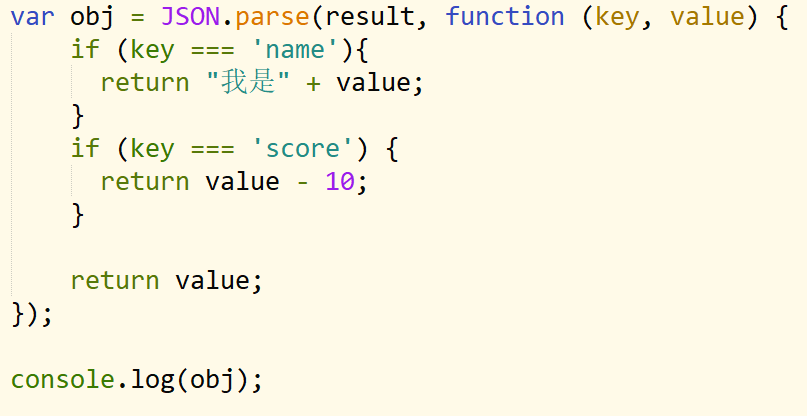 var obj = JSON.parse(result, function (key, value) {
    if (key === 'name'){
      return "我是" + value;
    }
    if (key === 'score') {
      return value - 10;
    }

    return value;
});

console.log(obj);